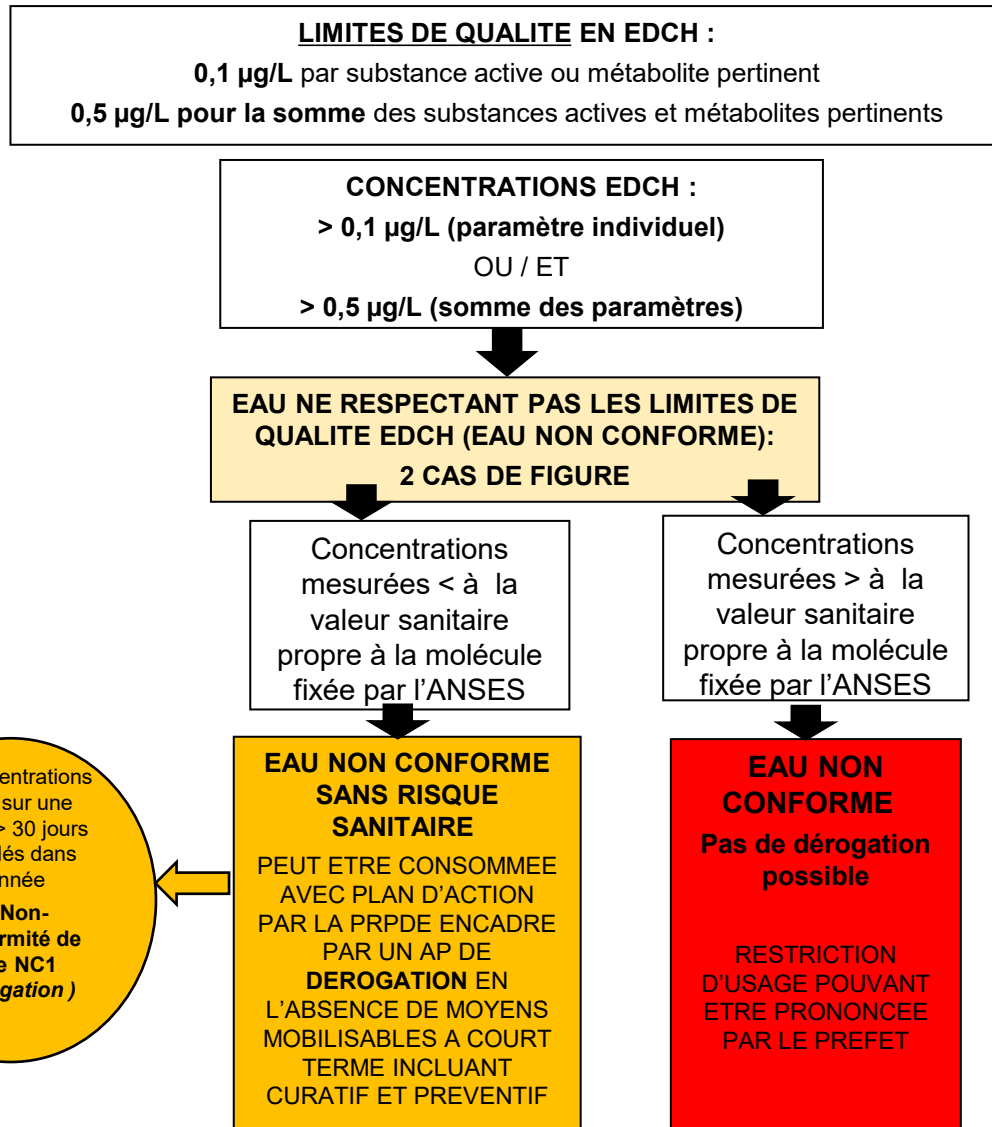 LIMITES DE QUALITE EN EDCH :
0,1 µg/L par substance active ou métabolite pertinent
0,5 µg/L pour la somme des substances actives et métabolites pertinents
CONCENTRATIONS EDCH :
> 0,1 µg/L (paramètre individuel)
OU / ET
> 0,5 µg/L (somme des paramètres)
EAU NE RESPECTANT PAS LES LIMITES DE
QUALITE EDCH (EAU NON CONFORME):
2 CAS DE FIGURE
Concentrations
mesurées < à la
valeur sanitaire
propre à la molécule
fixée par l'ANSES
Concentrations
mesurées > à la
valeur sanitaire
propre à la molécule
fixée par l'ANSES
sur une
> 30 jours
dans
Non-
de
NC1
)
EAU NON CONFORME
SANS RISQUE
SANITAIRE
PEUT ETRE CONSOMMEE
AVEC PLAN D'ACTION
PAR LA PRPDE ENCADRE
PAR UN AP DE
DEROGATION EN
L'ABSENCE DE MOYENS
MOBILISABLES A COURT
TERME INCLUANT
CURATIF ET PREVENTIF
EAU NON
CONFORME
Pas de dérogation
possible
RESTRICTION
D'USAGE POUVANT
ETRE PRONONCEE
PAR LE PREFET